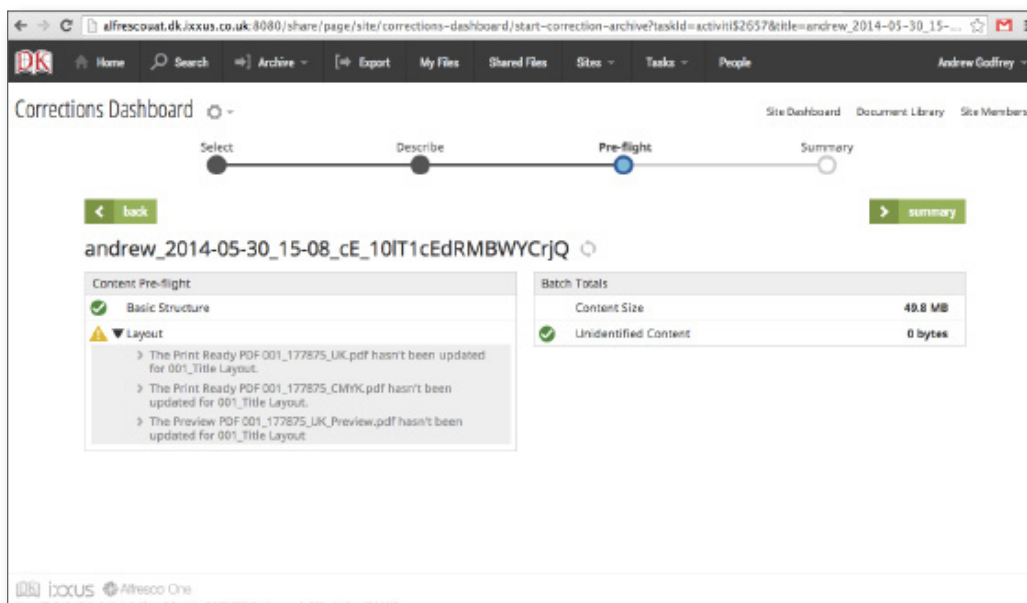 alfrescouat.dk.ixxus.co.uk:8080/share/page/site/corrections-dashboard/start-correction-archive?taskId=activiti$2657&title=andrew_2014-05-30_15-...
DK Home Search Archive Export My Files Shared Files Sites Tasks People Andrew Godfrey
Corrections Dashboard Site Dashboard Document Library Site Members
Select Describe Pre-flight Summary
back summary
andrew_2014-05-30_15-08_cE_10lT1cEdRMBWYCrjQ
Content Pre-flight Batch Totals
Basic Structure Content Size 49.8 MB
Layout Unidentified Content 0 bytes
The Print Ready PDF 001_177875_UK.pdf hasn't been updated
for 001_Title Layout.
The Print Ready PDF 001_177875_CMYK.pdf hasn't been
updated for 001_Title Layout.
The Preview PDF 001_177875_UK_Preview.pdf hasn't been
updated for 001_Title Layout
DK ixxus Alfresco One